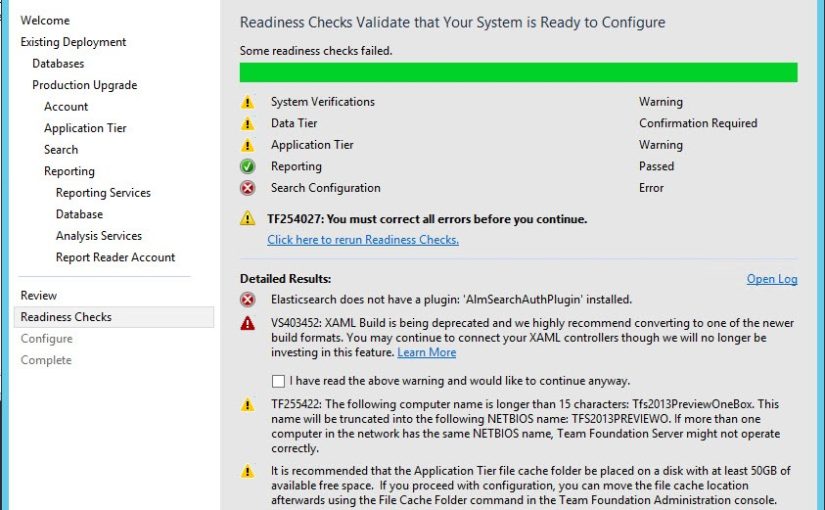 Welcome
Existing Deployment
Databases
Production Upgrade
Account
Application Tier
Search
Reporting
Reporting Services
Database
Analysis Services
Report Reader Account
Review
Readiness Checks
Configure
Complete
Readiness Checks Validate that Your System is Ready to Configure
Some readiness checks failed.
System Verifications Warning
Data Tier Confirmation Required
Application Tier Warning
Reporting Passed
Search Configuration Error
TF254027: You must correct all errors before you continue.
Click here to rerun Readiness Checks.
Detailed Results: Open Log
Elasticsearch does not have a plugin: 'AlmSearchAuthPlugin' installed.
VS403452: XAML Build is being deprecated and we highly recommend converting to one of the newer
build formats. You may continue to connect your XAML controllers though we will no longer be
investing in this feature. Learn More
I have read the above warning and would like to continue anyway.
TF255422: The following computer name is longer than 15 characters: Tfs2013PreviewOneBox. This
name will be truncated into the following NETBIOS name: TFS2013PREVIEWO. If more than one
computer in the network has the same NETBIOS name, Team Foundation Server might not operate
correctly.
It is recommended that the Application Tier file cache folder be placed on a disk with at least 50GB of
available free space. If you proceed with configuration, you can move the file cache location
afterwards using the File Cache Folder command in the Team Foundation Administration console.